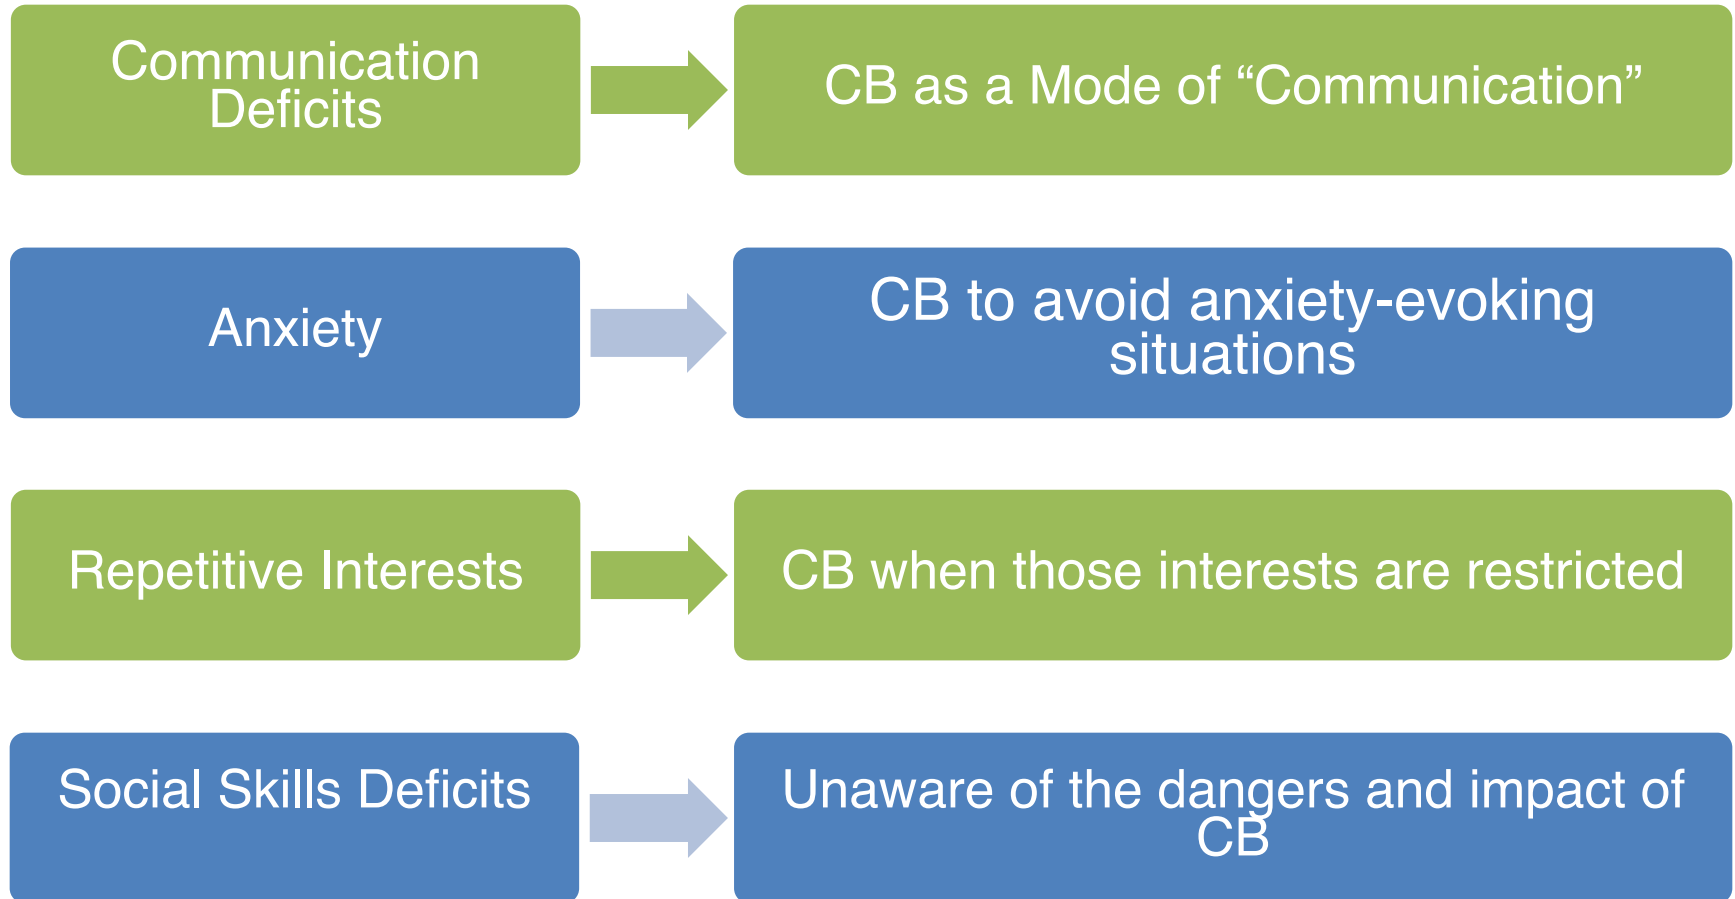 Communication
Deficits
CB as a Mode of “Communication”
Anxiety
CB to avoid anxiety-evoking
situations
Repetitive Interests
CB when those interests are restricted
Social Skills Deficits
Unaware of the dangers and impact of
CB